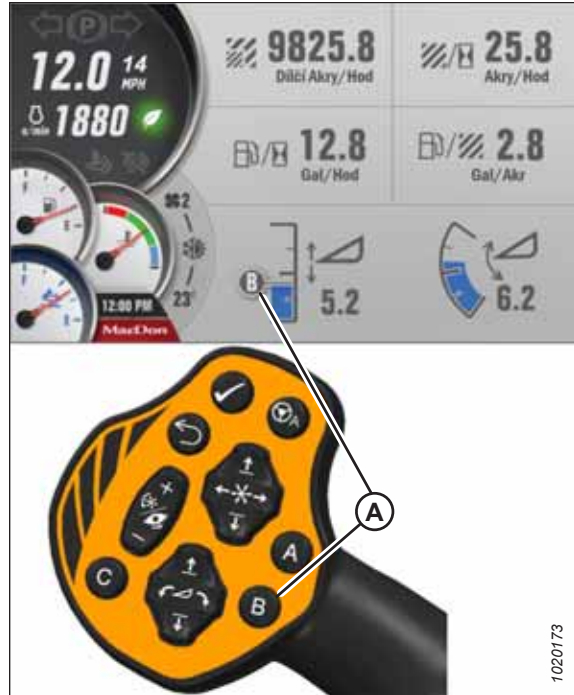 P
12.0 14
MPH
1880
9825.8
Dílčí Akry/Hod
25.8
Akry/Hod
12.8
Gal/Hod
2.8
Gal/Akr
F
E
F
E
2
23°
12:00 PM
MacDon
B
5.2
6.2
A
A
A
B
C
1020173